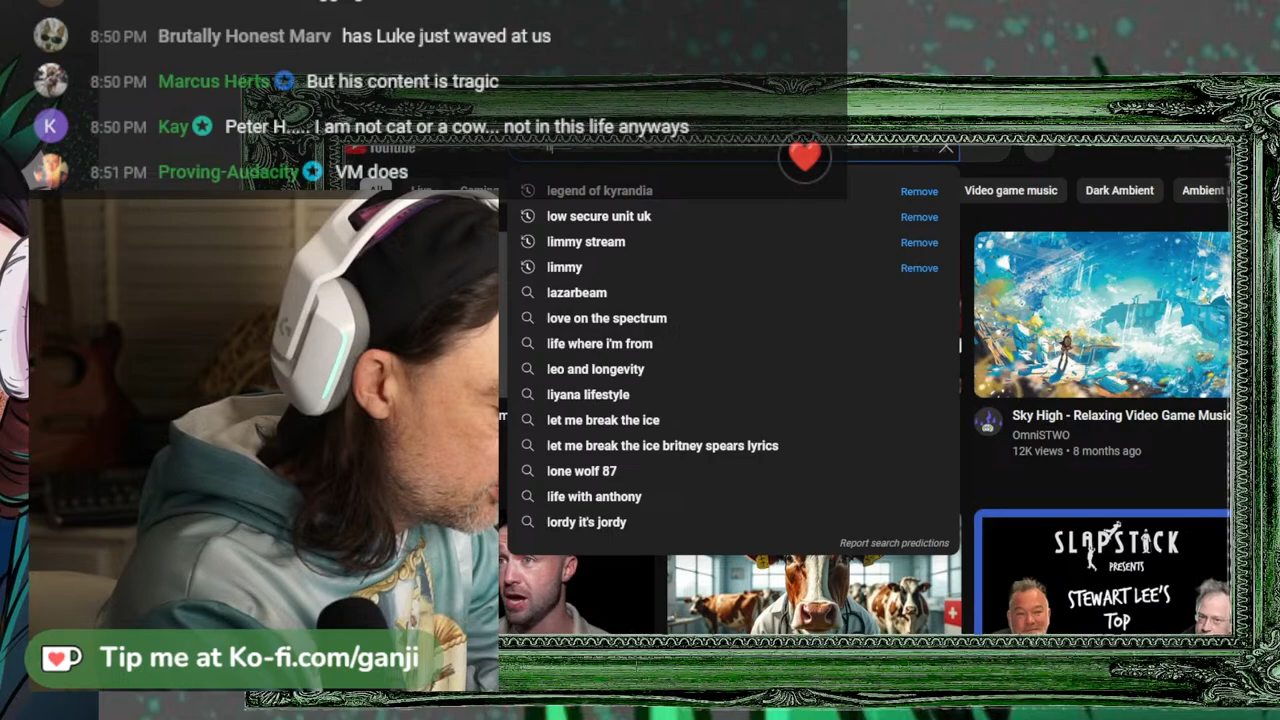 8:50 PM Brutally Honest Marv has Luke just waved at us
8:50 PM Marcus Herts But his content is tragic
K 8:50 PM Kay Peter H..... I am not cat or a cow... not in this life anyways
8:51 PM Proving-Audacity VM does
YouTube
All Live Gaming
Video game music Dark Ambient Ambient
legend of kyrandia Remove
low secure unit uk Remove
limmy stream Remove
limmy Remove
lazarbeam
love on the spectrum
life where i'm from
leo and longevity
liyana lifestyle
let me break the ice
let me break the ice britney spears lyrics
lone wolf 87
life with anthony
lordy it's jordy
Report search predictions
Sky High - Relaxing Video Game Music
OmniSTWO
12K views • 8 months ago
SLAPSTICK
PRESENTS
STEWART LEE'S
TOP
G
Tip me at Ko-fi.com/ganji